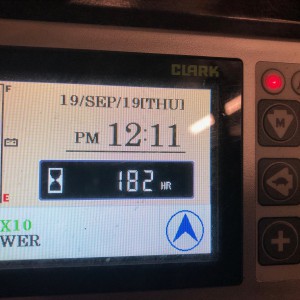 CLARK
F
19/SEP/19[THU]
PM 12:11
182 HR
E
X10
WER
M